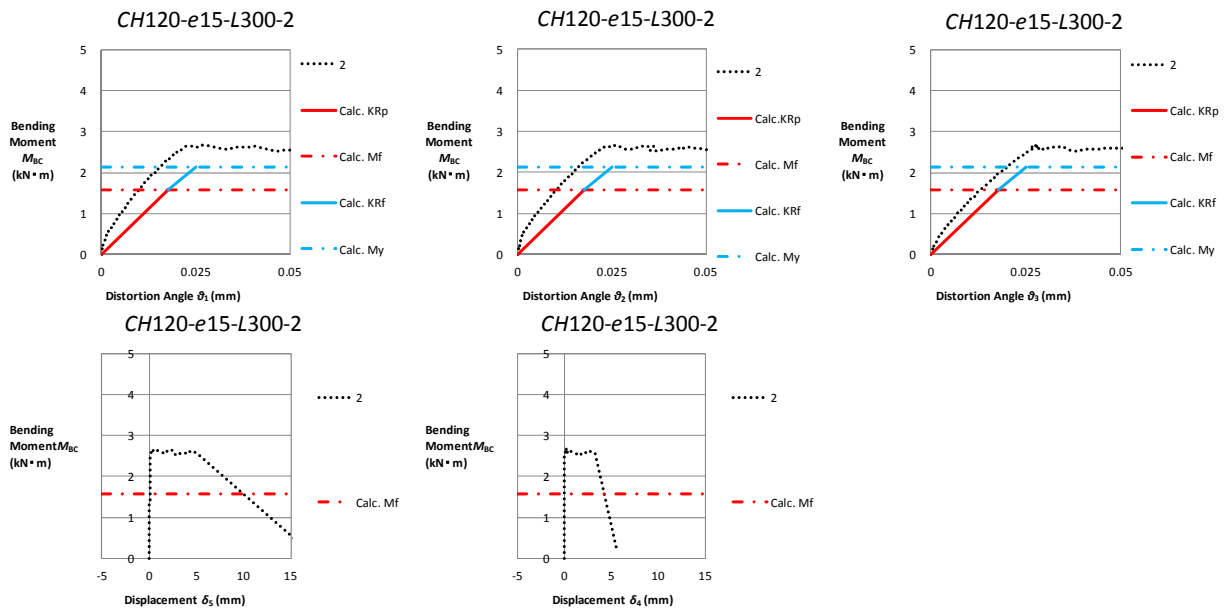 CH120-e15-L300-2
5
4
3
2
1
0
Bending
Moment
M_BC
(kN・m)
0
0.025
0.05
Distortion Angle ϑ₁ (mm)
2
Calc. KRp
Calc. Mf
Calc. KRf
Calc. My
CH120-e15-L300-2
5
4
3
2
1
0
Bending
Moment
M_BC
(kN・m)
0
0.025
0.05
Distortion Angle ϑ₂ (mm)
2
Calc.KRp
Calc. Mf
Calc. KRf
Calc. My
CH120-e15-L300-2
5
4
3
2
1
0
Bending
Moment
M_BC
(kN・m)
0
0.025
0.05
Distortion Angle ϑ₃ (mm)
2
Calc. KRp
Calc. Mf
Calc. KRf
Calc. My
CH120-e15-L300-2
5
4
3
2
1
0
Bending
MomentM_BC
(kN・m)
-5
0
5
10
15
Displacement δ₅ (mm)
2
Calc. Mf
CH120-e15-L300-2
5
4
3
2
1
0
Bending
MomentM_BC
(kN・m)
-5
0
5
10
15
Displacement δ₄ (mm)
2
Calc. Mf